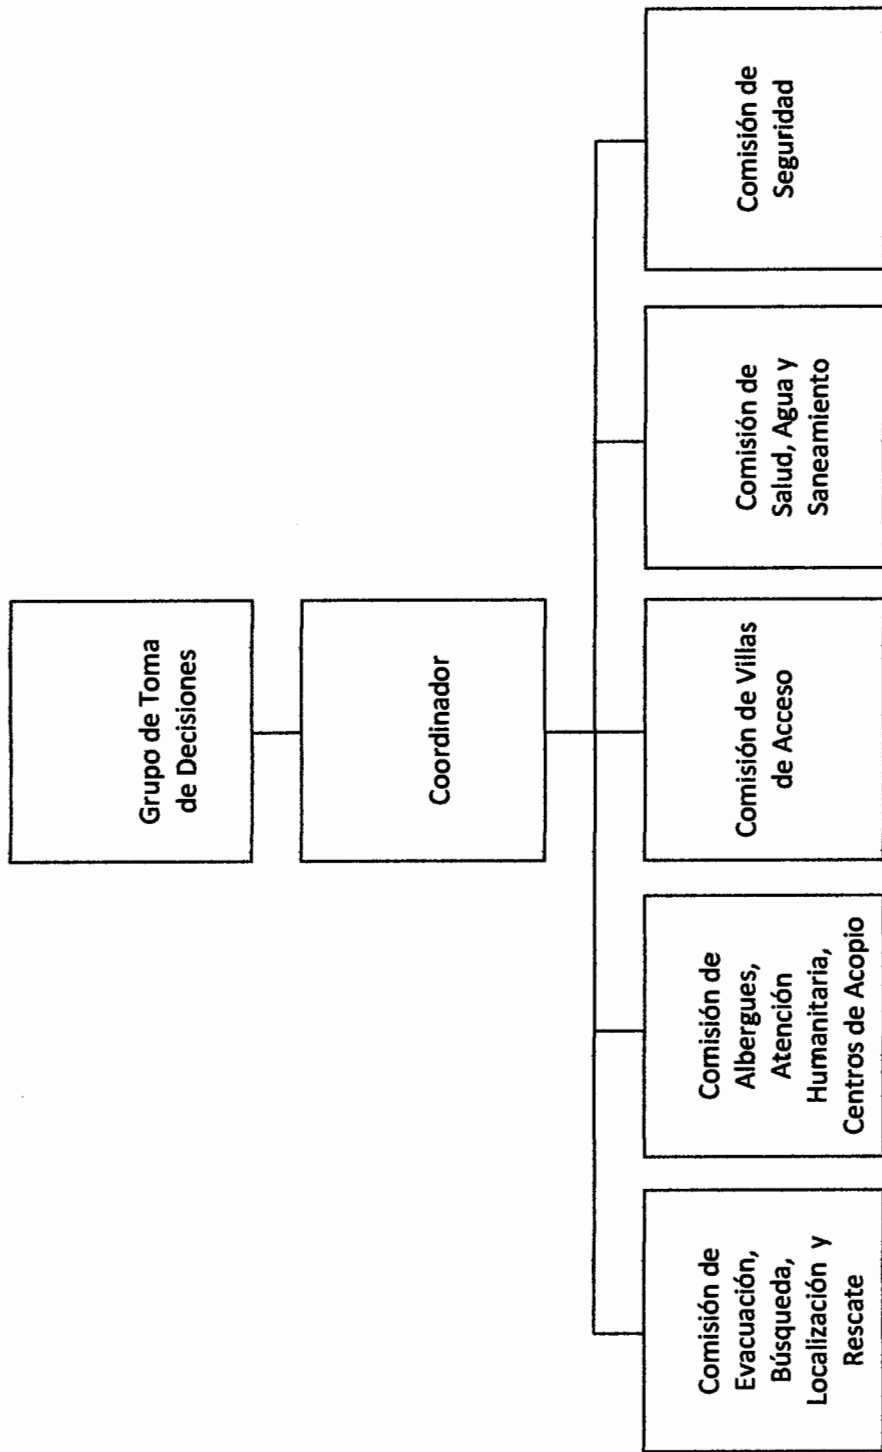 Grupo de Toma
de Decisiones
Coordinador
Comisión de
Evacuación,
Búsqueda,
Localización y
Rescate
Comisión de
Albergues,
Atención
Humanitaria,
Centros de Acopio
Comisión de Villas
de Acceso
Comisión de
Salud, Agua y
Saneamiento
Comisión de
Seguridad